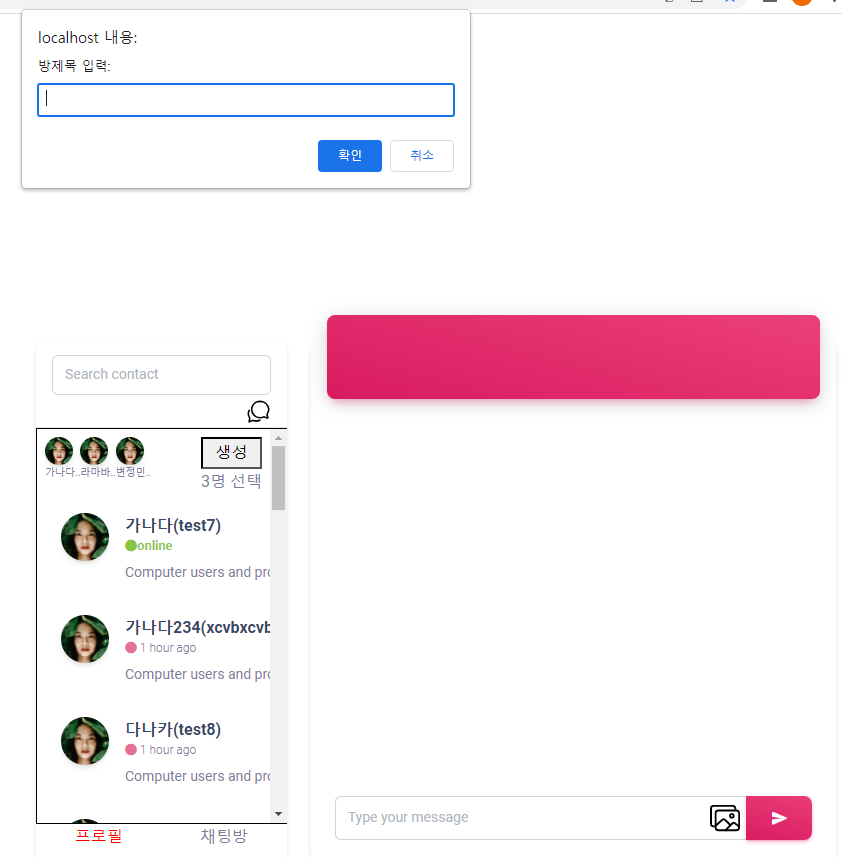 localhost 내용:
방제목 입력:
확인
취소
Search contact
가나다..라마바..변정민..
생성
3명 선택
가나다(test7)
online
Computer users and pro
가나다234(xcvbxcvb
1 hour ago
Computer users and pro
다나카(test8)
1 hour ago
Computer users and pro
프로필
채팅방
Type your message